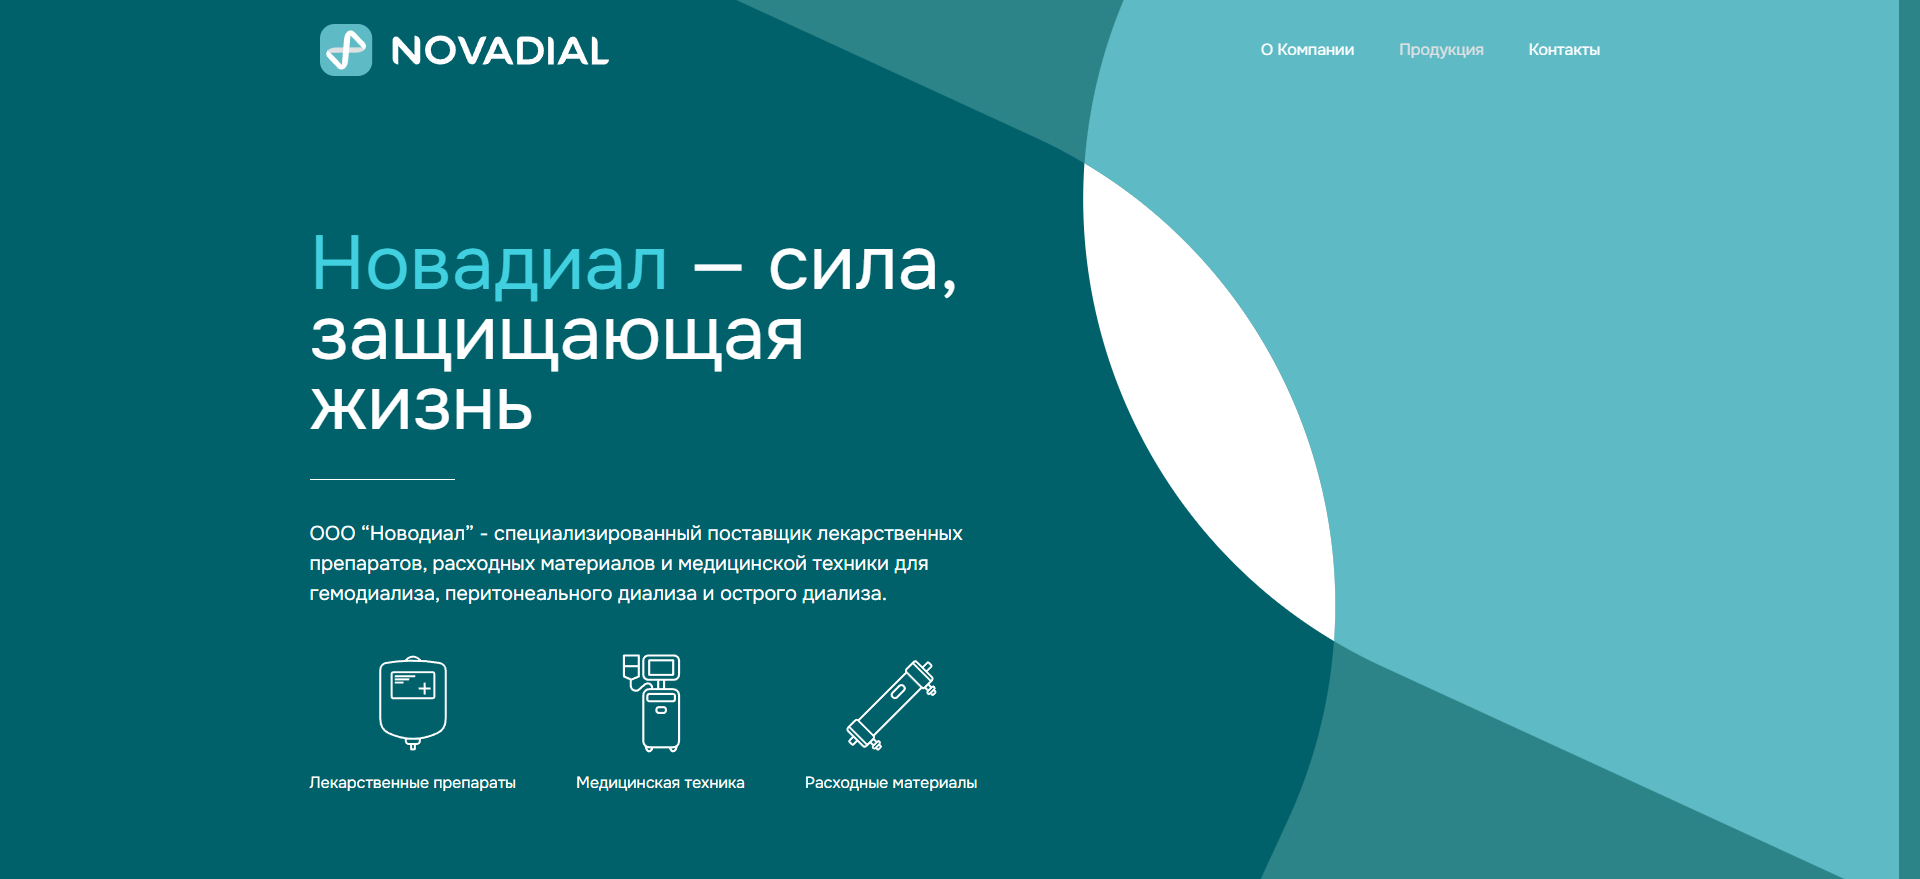 NOVADIAL
О Компании
Продукция
Контакты
Новадиал — сила,
защищающая
жизнь
ООО “Новодиал” - специализированный поставщик лекарственных
препаратов, расходных материалов и медицинской техники для
гемодиализа, перитонеального диализа и острого диализа.
Лекарственные препараты
Медицинская техника
Расходные материалы